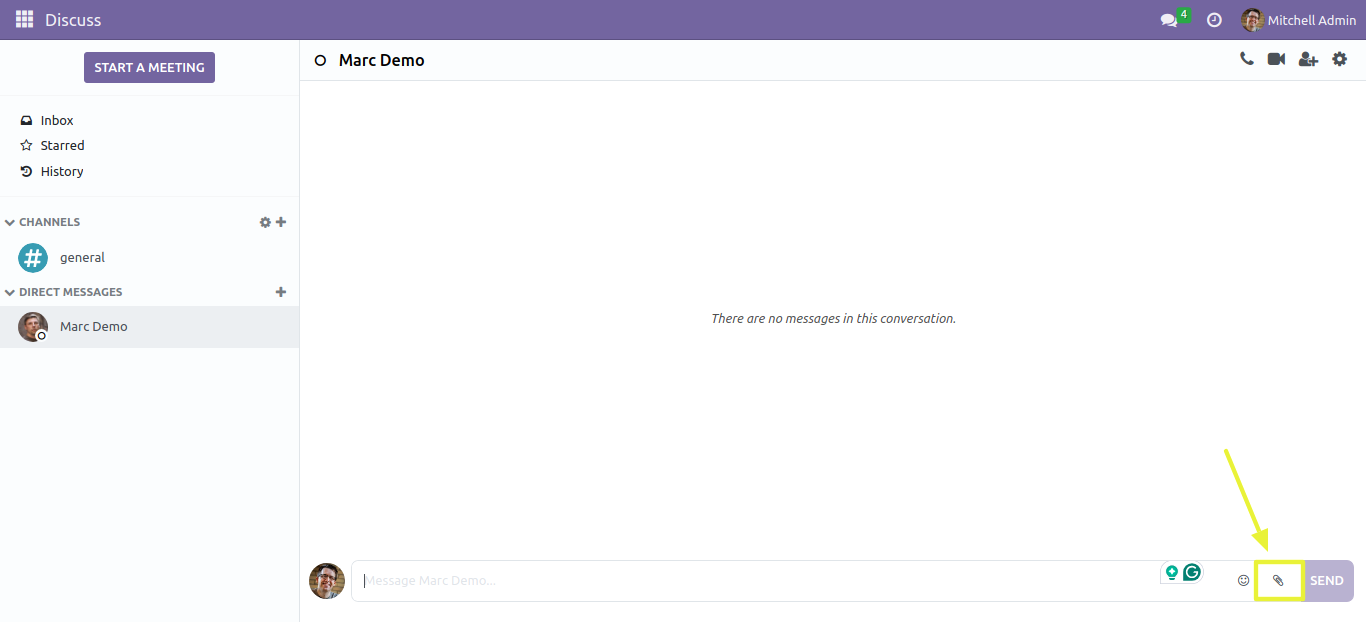 Discuss
4
Mitchell Admin
START A MEETING
Marc Demo
Inbox
Starred
History
CHANNELS
general
DIRECT MESSAGES
Marc Demo
There are no messages in this conversation.
Message Marc Demo...
SEND